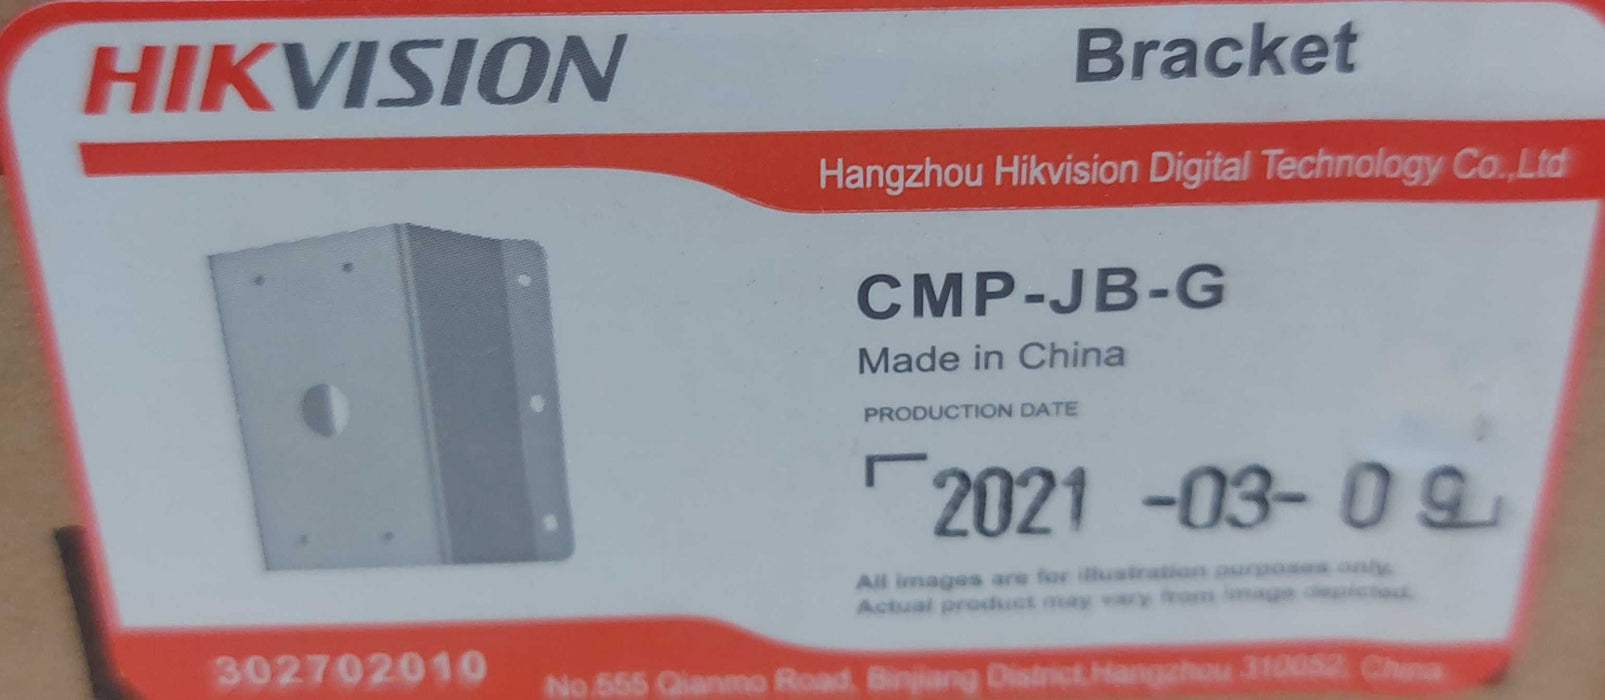 HIKVISION
Bracket
Hangzhou Hikvision Digital Technology Co.,Ltd
CMP-JB-G
Made in China
PRODUCTION DATE
2021 -03- 09
All images are for illustration purposes only,
Actual product may vary from image depicted.
302702010
No.555 Qianmo Road, Binjiang District,Hangzhou 310052, China